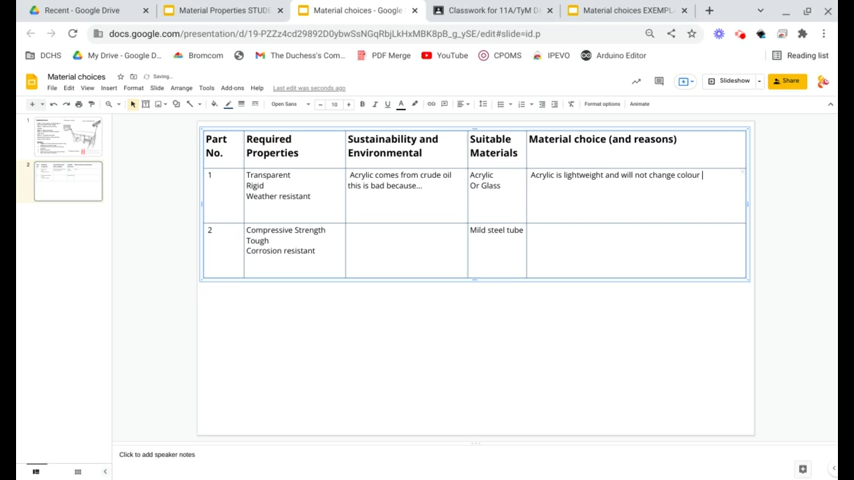 Recent - Google Drive
Material Properties STUDE
Material choices - Google
Classwork for 11A/TyM D
Material choices EXEMPL
docs.google.com/presentation/d/19-PZZz4cd29892D0ybwSsNGqRbjLkHxMBK8pB_g_ySE/edit#slide=id.p
DCHS
My Drive - Google D...
Bromcom
The Duchess's Com...
PDF Merge
YouTube
CPOMS
IPEVO
Arduino Editor
Reading list
Material choices
Saving...
File Edit View Insert Format Slide Arrange Tools Add-ons Help Last edit was seconds ago
Slideshow
Share
Open Sans
10
Format options
Animate
1
2
Part No.
Required Properties
Sustainability and Environmental
Suitable Materials
Material choice (and reasons)
1
Transparent
Rigid
Weather resistant
Acrylic comes from crude oil
this is bad because...
Acrylic
Or Glass
Acrylic is lightweight and will not change colour
2
Compressive Strength
Tough
Corrosion resistant
Mild steel tube
Click to add speaker notes